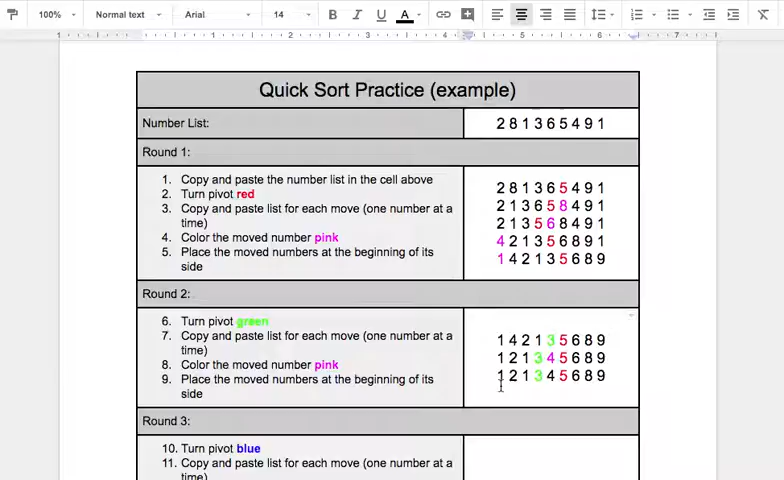 100% Normal text Arial 14 B I U A
1 1 2 3 4 5 6 7
Quick Sort Practice (example)
Number List: 2 8 1 3 6 5 4 9 1
Round 1:
1. Copy and paste the number list in the cell above
2. Turn pivot red
3. Copy and paste list for each move (one number at a
time)
4. Color the moved number pink
5. Place the moved numbers at the beginning of its
side
2 8 1 3 6 5 4 9 1
2 1 3 6 5 8 4 9 1
2 1 3 5 6 8 4 9 1
4 2 1 3 5 6 8 9 1
1 4 2 1 3 5 6 8 9
Round 2:
6. Turn pivot green
7. Copy and paste list for each move (one number at a
time)
8. Color the moved number pink
9. Place the moved numbers at the beginning of its
side
1 4 2 1 3 5 6 8 9
1 2 1 3 4 5 6 8 9
1 2 1 3 4 5 6 8 9
Round 3:
10. Turn pivot blue
11. Copy and paste list for each move (one number at a
time)